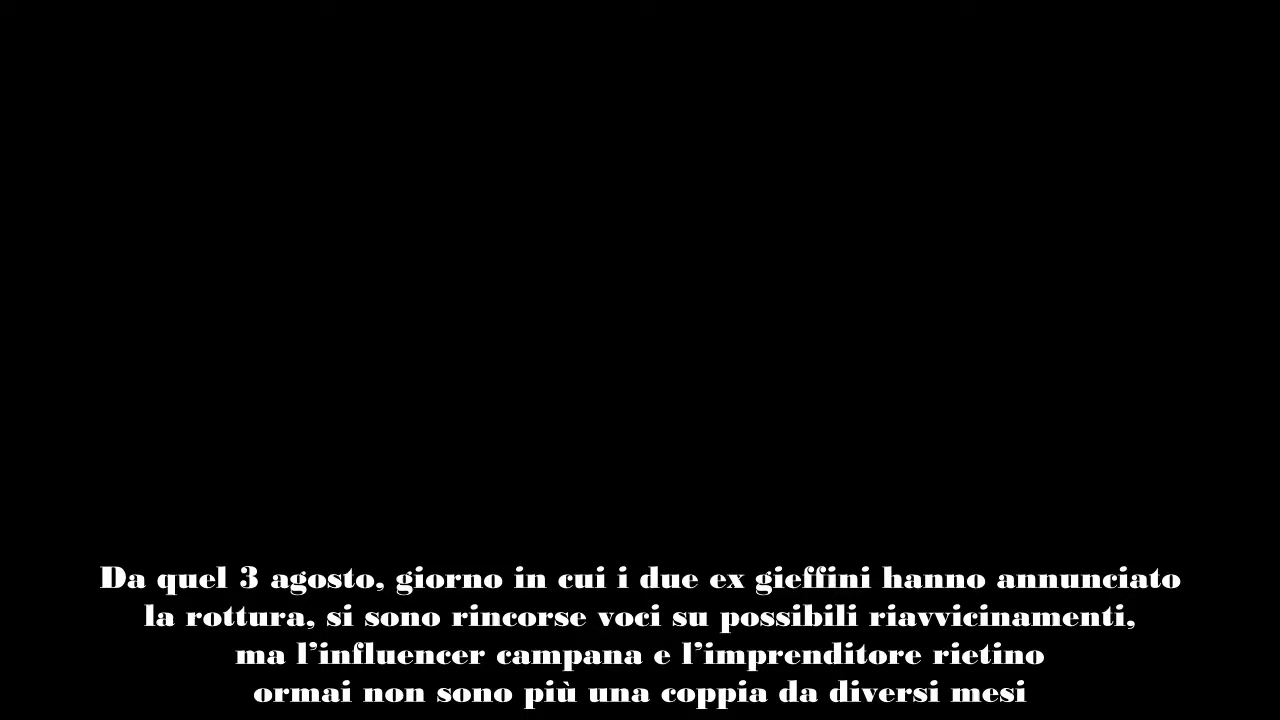 Da quel 3 agosto, giorno in cui i due ex gieffini hanno annunciato
la rottura, si sono rincorse voci su possibili riavvicinamenti,
ma l’influencer campana e l’imprenditore rietino
ormai non sono più una coppia da diversi mesi